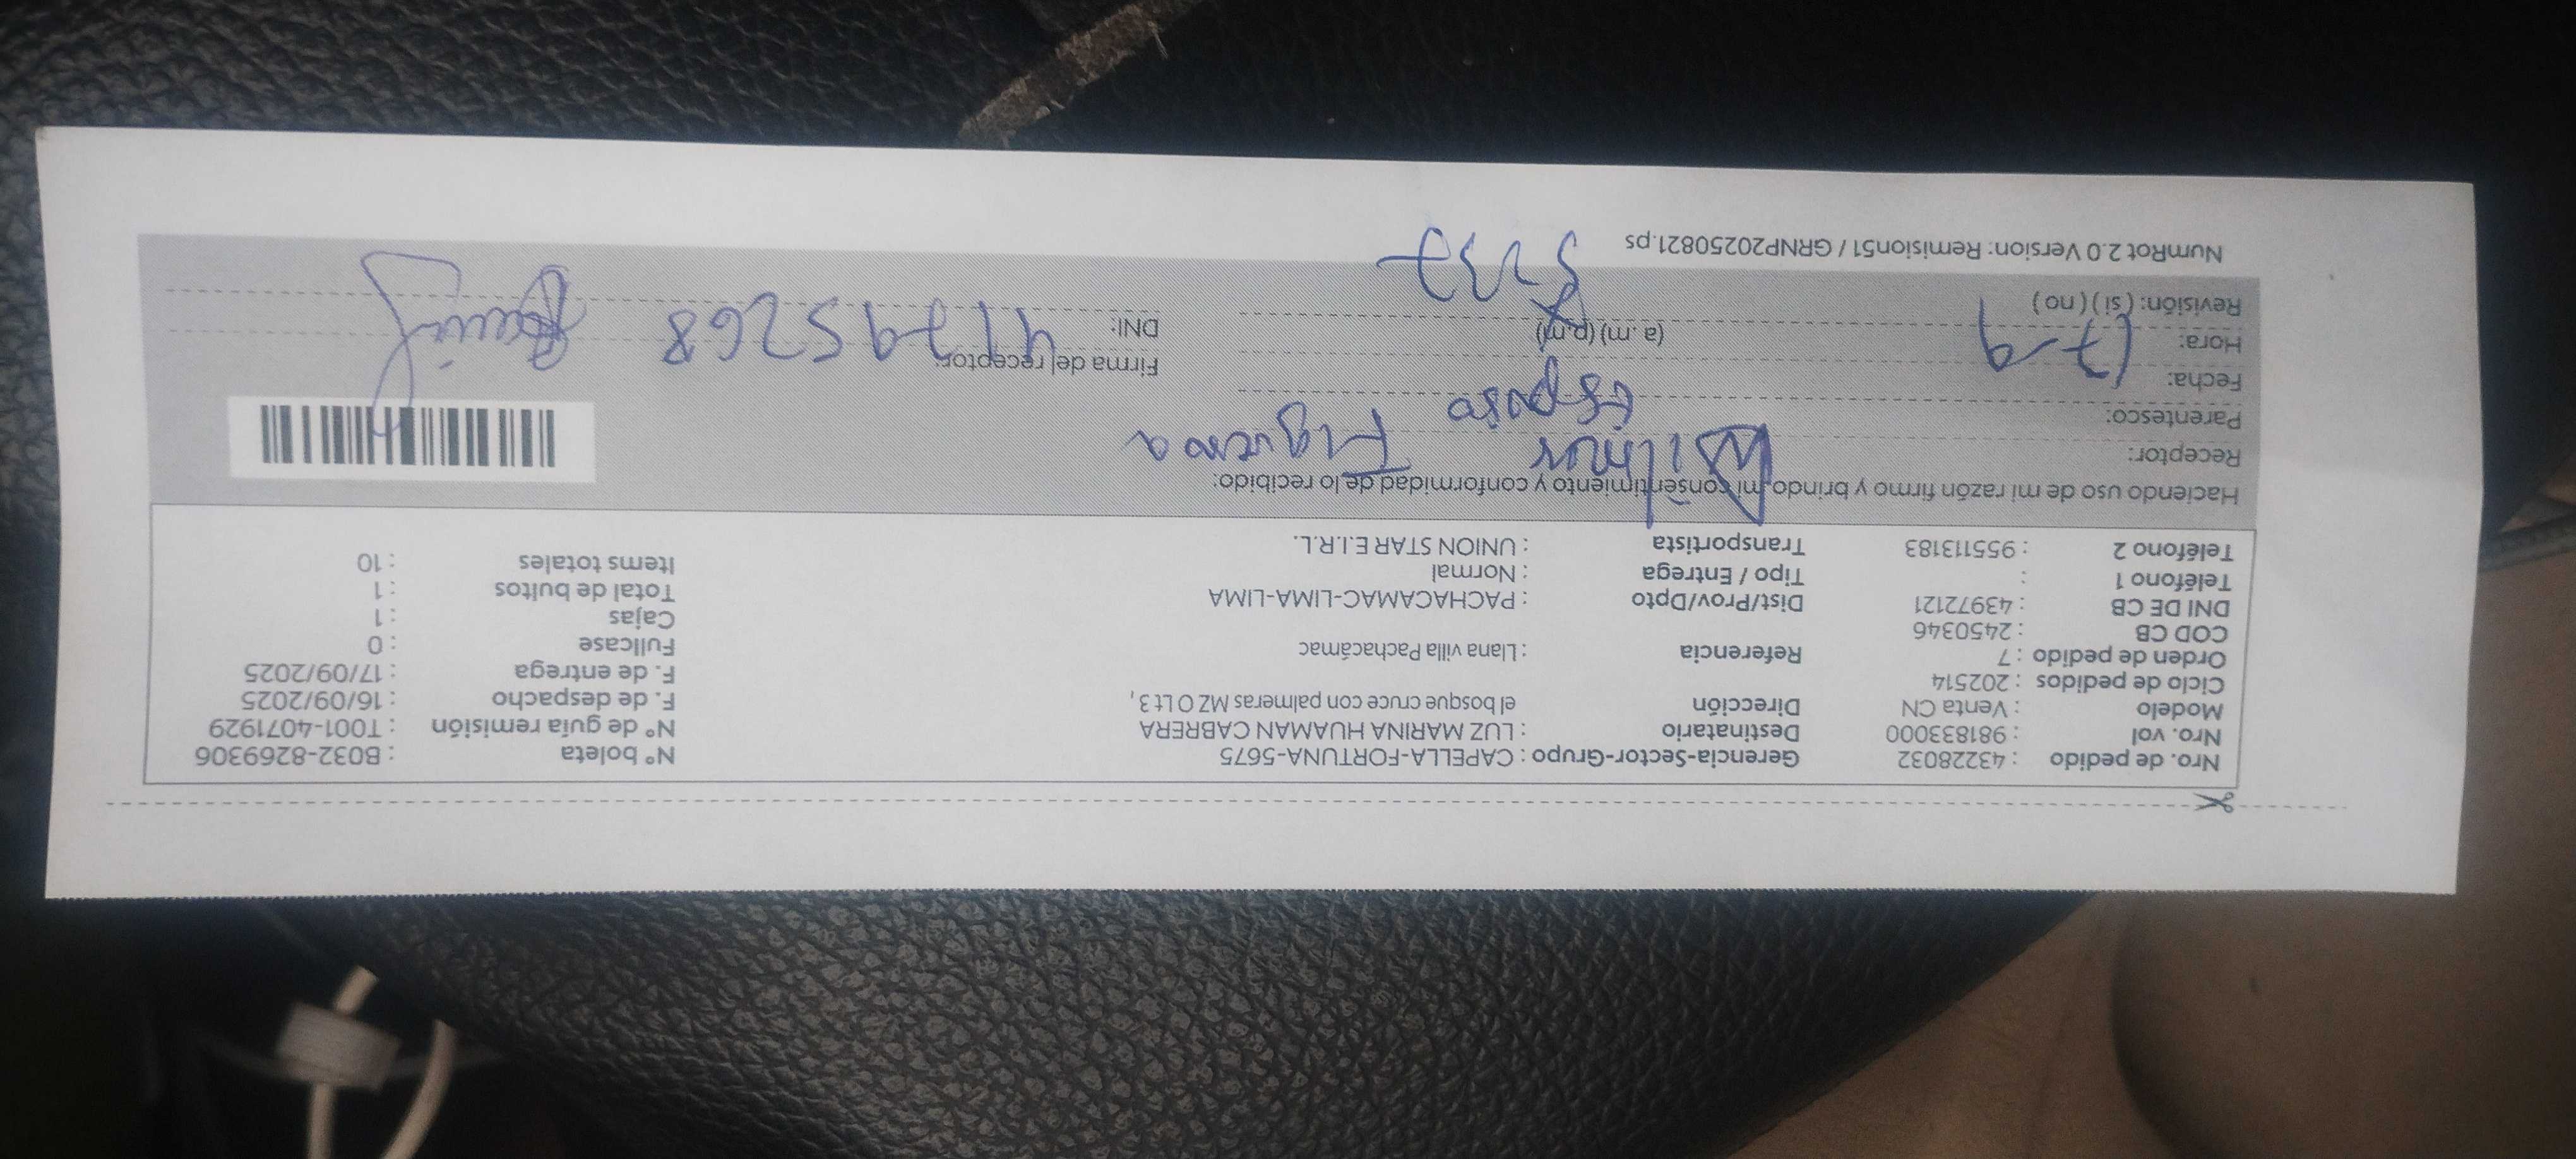 Nro. de pedido : 43228032 Gerencia-Sector-Grupo : CAPELLA-FORTUNA-5675 N° boleta : B032-8269306
Nro. vol : 981833000 Destinatario : LUZ MARINA HUAMAN CABRERA N° de guía remisión : T001-4071929
Modelo : Venta CN Dirección el bosque cruce con palmeras MZ O Lt 3, F. de despacho : 16/09/2025
Ciclo de pedidos : 202514 F. de entrega : 17/09/2025
Orden de pedido : 7 Referencia : Llana villa Pachacámac Fullcase : 0
COD CB : 2450346 Cajas : 1
DNI DE CB : 43972121 Dist/Prov/Dpto : PACHACAMAC-LIMA-LIMA Total de bultos : 1
Teléfono 1 : Tipo / Entrega : Normal Items totales : 10
Teléfono 2 : 955113183 Transportista : UNION STAR E.I.R.L.
Haciendo uso de mi razón firmo y brindo mi consentimiento y conformidad de lo recibido:
Receptor: Wilmer Figueroa
Parentesco: esposo
Fecha: 17-9 Firma del receptor:
Hora: (a.m) (p.m) DNI: 41795268
Revisión: (si) (no)
NumRot 2.0 Version: Remision51 / GRNP20250821.ps